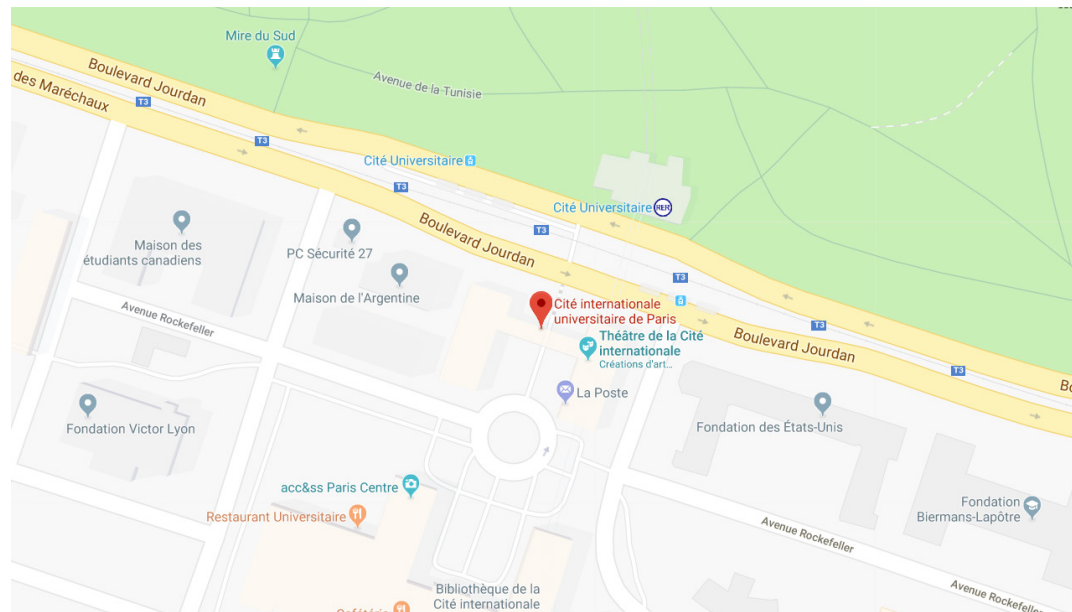 Mire du Sud
Boulevard Jourdan
Avenue de la Tunisie
des Maréchaux
T3
T3
Cité Universitaire
T3
Cité Universitaire
RER
Maison des
étudiants canadiens
PC Sécurité 27
Boulevard Jourdan
T3
Maison de l'Argentine
T3
Avenue Rockefeller
Cité internationale
universitaire de Paris
Boulevard Jourdan
T3
Théâtre de la Cité
internationale
Créations d'art...
T3
Bo
La Poste
Fondation Victor Lyon
Fondation des États-Unis
acc&ss Paris Centre
Restaurant Universitaire
Fondation
Biermans-Lapôtre
Avenue Rockefeller
Bibliothèque de la
Cité internationale
Cafétéria